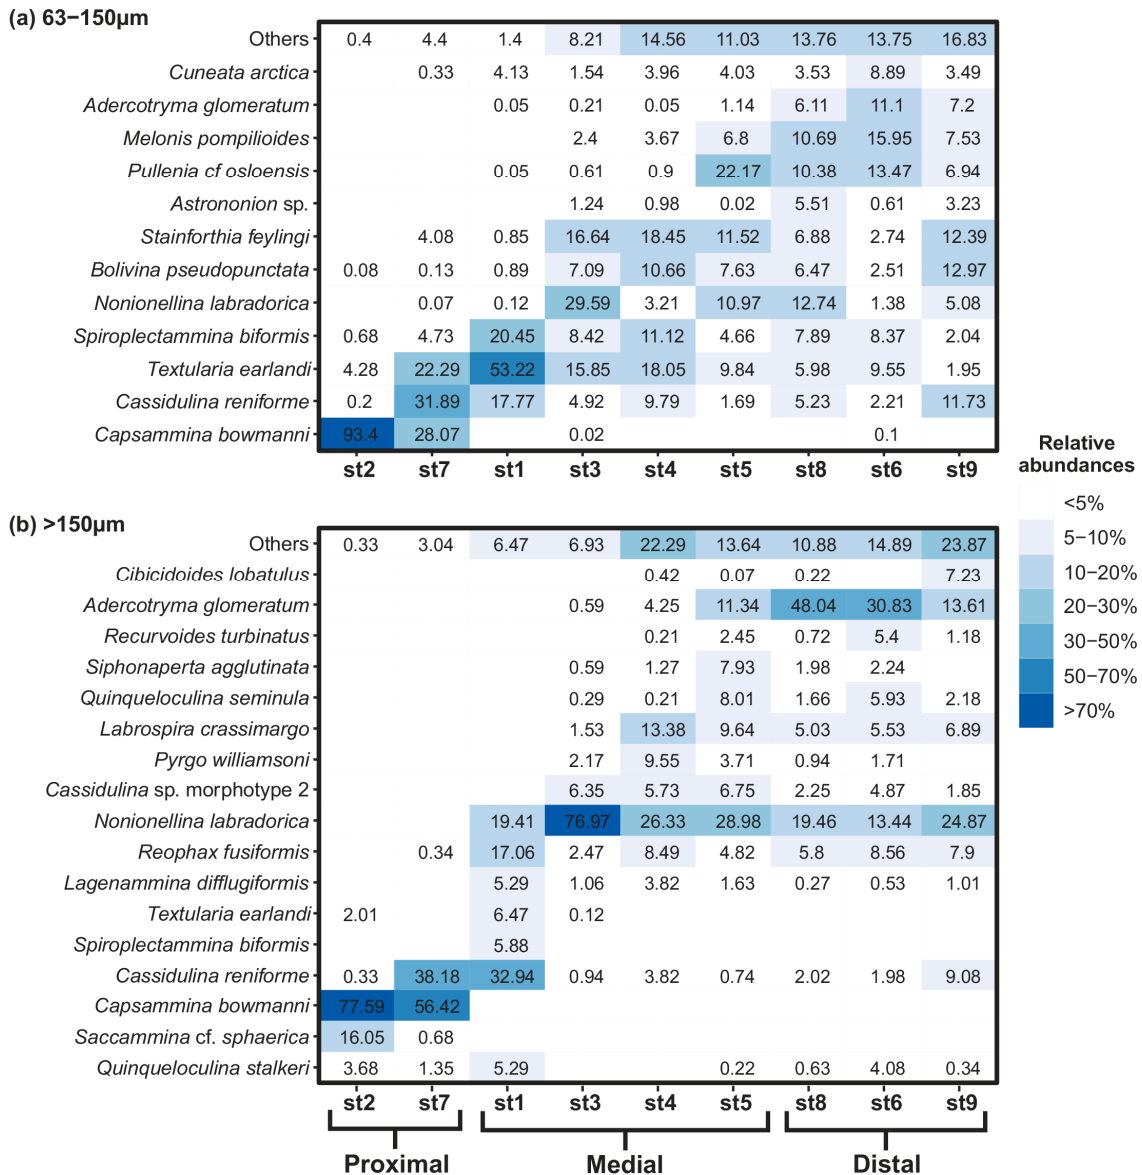 (a) 63−150µm
Others 0.4 4.4 1.4 8.21 14.56 11.03 13.76 13.75 16.83
Cuneata arctica 0.33 4.13 1.54 3.96 4.03 3.53 8.89 3.49
Adercotryma glomeratum 0.05 0.21 0.05 1.14 6.11 11.1 7.2
Melonis pompilioides 2.4 3.67 6.8 10.69 15.95 7.53
Pullenia cf osloensis 0.05 0.61 0.9 22.17 10.38 13.47 6.94
Astrononion sp. 1.24 0.98 0.02 5.51 0.61 3.23
Stainforthia feylingi 4.08 0.85 16.64 18.45 11.52 6.88 2.74 12.39
Bolivina pseudopunctata 0.08 0.13 0.89 7.09 10.66 7.63 6.47 2.51 12.97
Nonionellina labradorica 0.07 0.12 29.59 3.21 10.97 12.74 1.38 5.08
Spiroplectammina biformis 0.68 4.73 20.45 8.42 11.12 4.66 7.89 8.37 2.04
Textularia earlandi 4.28 22.29 53.22 15.85 18.05 9.84 5.98 9.55 1.95
Cassidulina reniforme 0.2 31.89 17.77 4.92 9.79 1.69 5.23 2.21 11.73
Capsammina bowmanni 93.4 28.07 0.02 0.1
st2 st7 st1 st3 st4 st5 st8 st6 st9
Relative
abundances
<5%
5−10%
10−20%
20−30%
30−50%
50−70%
>70%
(b) >150µm
Others 0.33 3.04 6.47 6.93 22.29 13.64 10.88 14.89 23.87
Cibicidoides lobatulus 0.42 0.07 0.22 7.23
Adercotryma glomeratum 0.59 4.25 11.34 48.04 30.83 13.61
Recurvoides turbinatus 0.21 2.45 0.72 5.4 1.18
Siphonaperta agglutinata 0.59 1.27 7.93 1.98 2.24
Quinqueloculina seminula 0.29 0.21 8.01 1.66 5.93 2.18
Labrospira crassimargo 1.53 13.38 9.64 5.03 5.53 6.89
Pyrgo williamsoni 2.17 9.55 3.71 0.94 1.71
Cassidulina sp. morphotype 2 6.35 5.73 6.75 2.25 4.87 1.85
Nonionellina labradorica 19.41 76.97 26.33 28.98 19.46 13.44 24.87
Reophax fusiformis 0.34 17.06 2.47 8.49 4.82 5.8 8.56 7.9
Lagenammina difflugiformis 5.29 1.06 3.82 1.63 0.27 0.53 1.01
Textularia earlandi 2.01 6.47 0.12
Spiroplectammina biformis 5.88
Cassidulina reniforme 0.33 38.18 32.94 0.94 3.82 0.74 2.02 1.98 9.08
Capsammina bowmanni 77.59 56.42
Saccammina cf. sphaerica 16.05 0.68
Quinqueloculina stalkeri 3.68 1.35 5.29 0.22 0.63 4.08 0.34
st2 st7 st1 st3 st4 st5 st8 st6 st9
Proximal Medial Distal